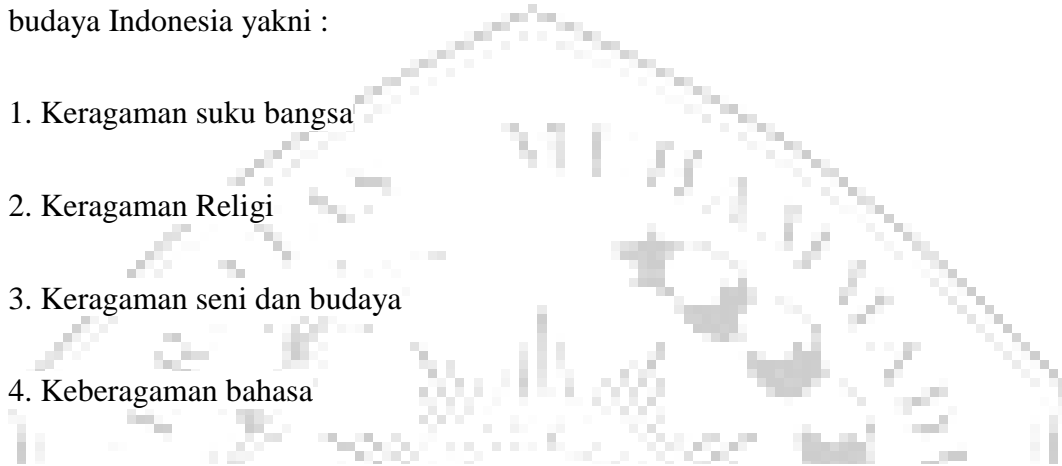 budaya Indonesia yakni :
1. Keragaman suku bangsa
2. Keragaman Religi
3. Keragaman seni dan budaya
4. Keberagaman bahasa